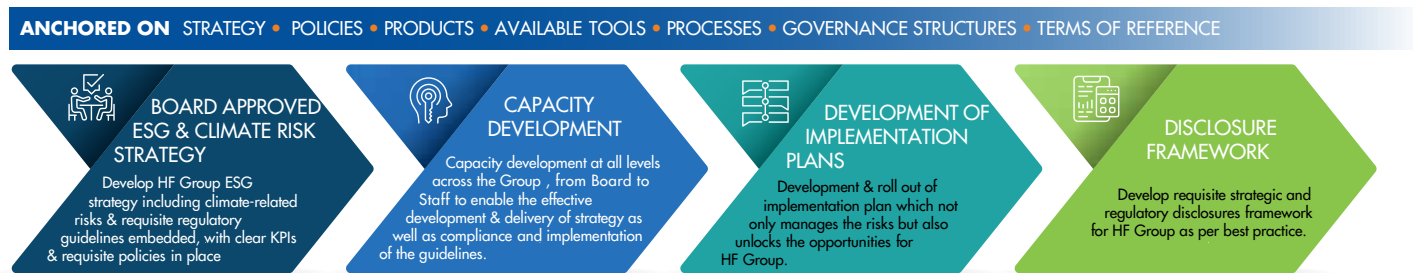 ANCHORED ON STRATEGY • POLICIES • PRODUCTS • AVAILABLE TOOLS • PROCESSES • GOVERNANCE STRUCTURES • TERMS OF REFERENCE
BOARD APPROVED
ESG & CLIMATE RISK
STRATEGY
Develop HF Group ESG
strategy including climate-related
risks & requisite regulatory
guidelines embedded, with clear KPIs
& requisite policies in place
CAPACITY
DEVELOPMENT
Capacity development at all levels
across the Group , from Board to
Staff to enable the effective
development & delivery of strategy as
well as compliance and implementation
of the guidelines.
DEVELOPMENT OF
IMPLEMENTATION
PLANS
Development & roll out of
implementation plan which not
only manages the risks but also
unlocks the opportunities for
HF Group.
DISCLOSURE
FRAMEWORK
Develop requisite strategic and
regulatory disclosures framework
for HF Group as per best practice.